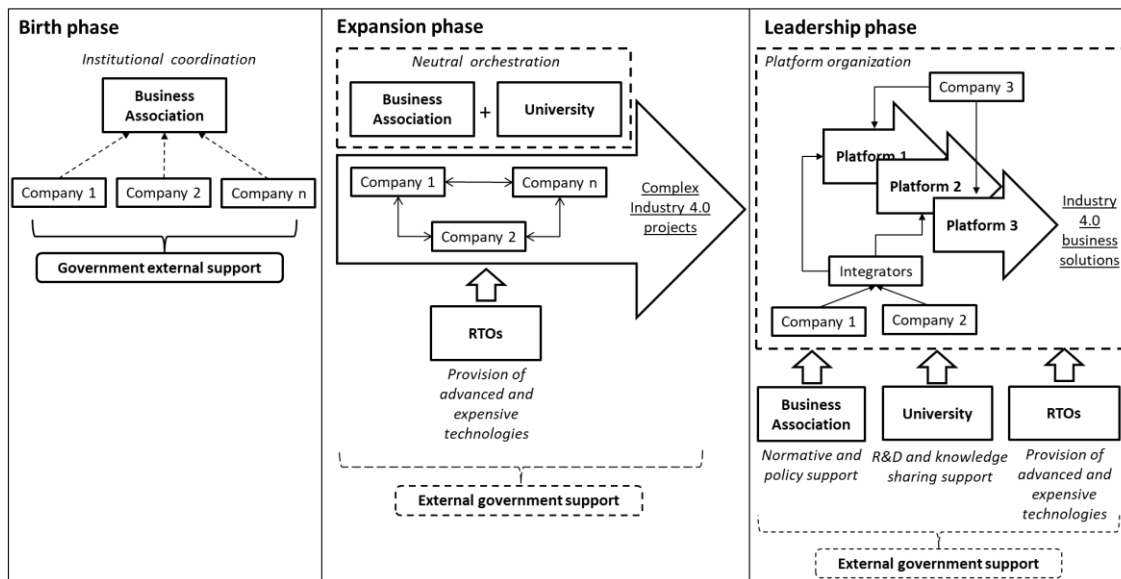 Birth phase
Institutional coordination
Business
Association
Company 1
Company 2
Company n
Government external support
Expansion phase
Neutral orchestration
Business
Association
+
University
Company 1
Company n
Company 2
Complex
Industry 4.0
projects
RTOs
Provision of
advanced and
expensive
technologies
External government support
Leadership phase
Platform organization
Company 3
Platform 1
Platform 2
Platform 3
Industry
4.0
business
solutions
Integrators
Company 1
Company 2
Business
Association
Normative and
policy support
University
R&D and knowledge
sharing support
RTOs
Provision of
advanced and
expensive
technologies
External government support